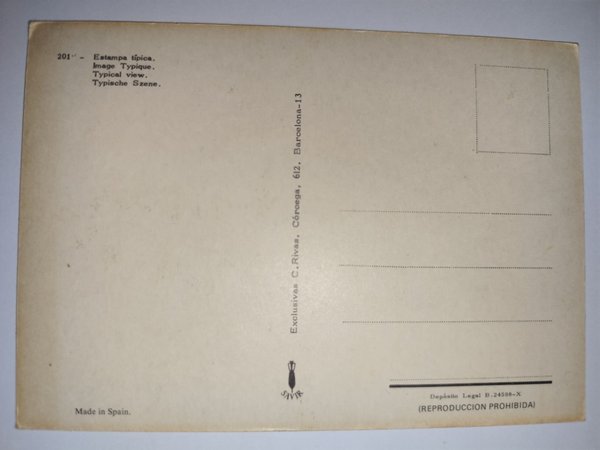 201 - Estampa típica.
Image Typique.
Typical view.
Typische Szene.
Exclusivas C. Rivas, Córcega, 612, Barcelona-13
SAVIR
Made in Spain.
Depósito Legal B.24598-X
(REPRODUCCION PROHIBIDA)